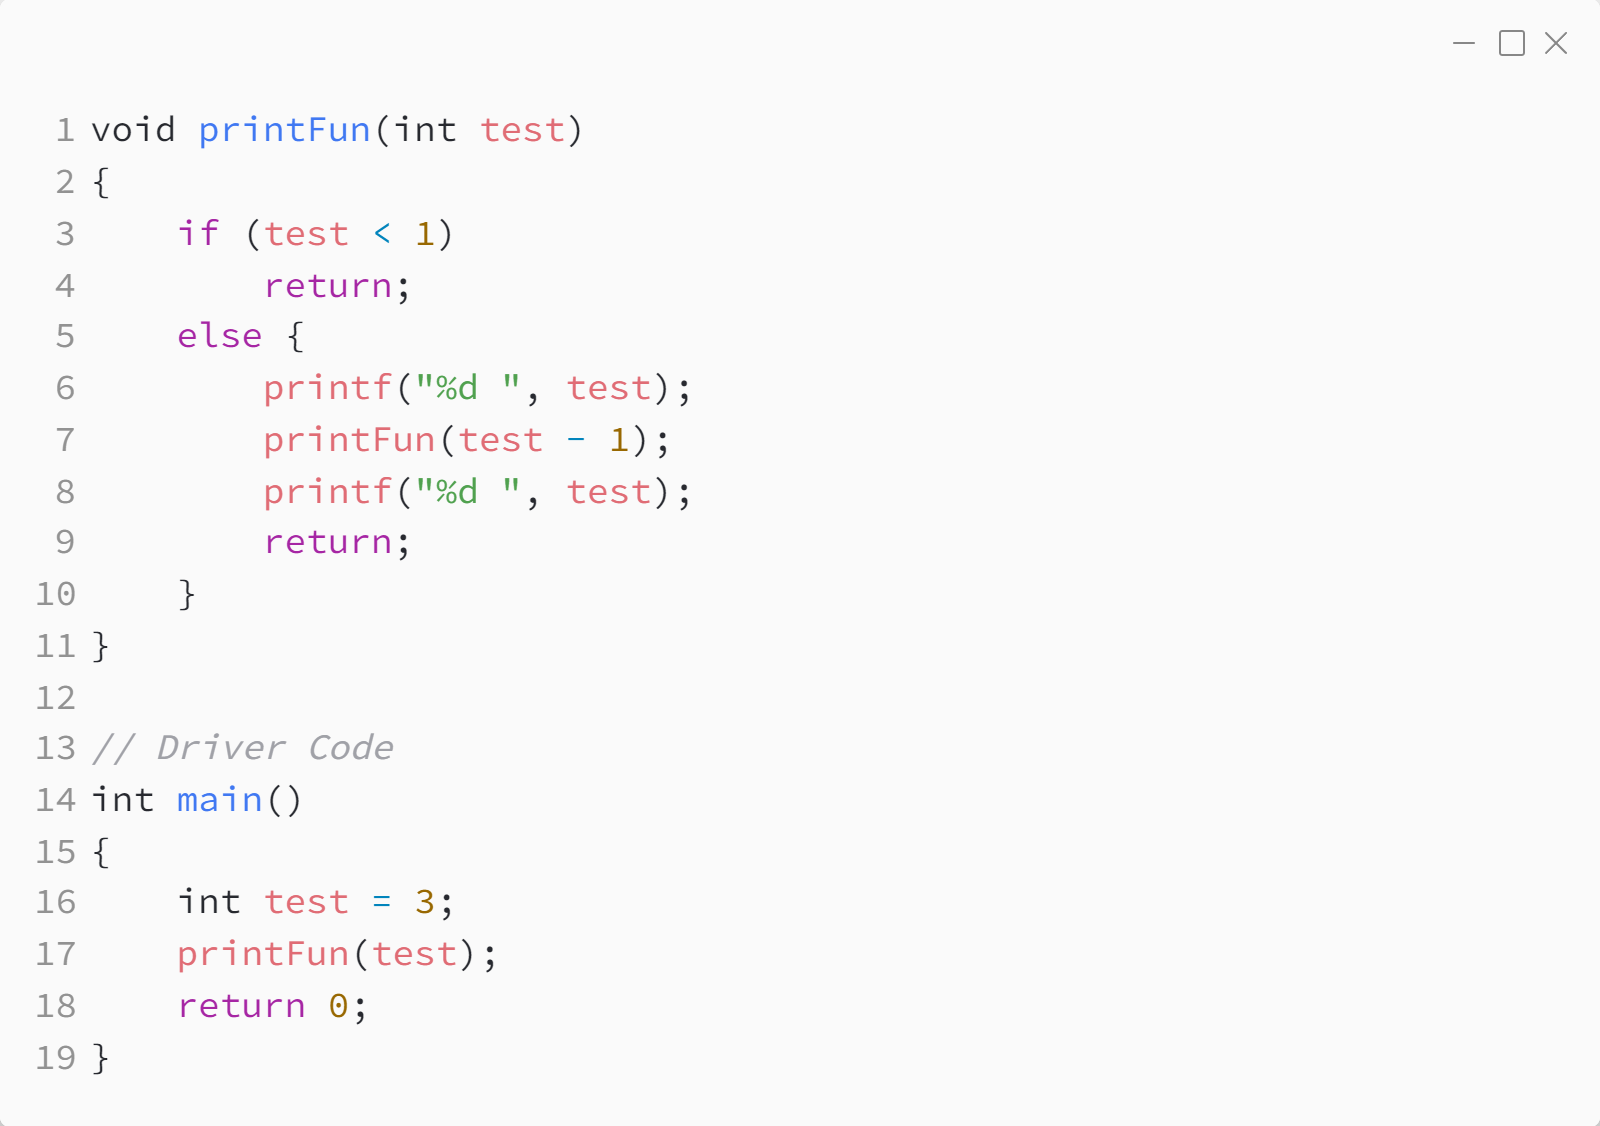 1 void printFun(int test)
2 {
3     if (test < 1)
4         return;
5     else {
6         printf("%d ", test);
7         printFun(test - 1);
8         printf("%d ", test);
9         return;
10     }
11 }
12
13 // Driver Code
14 int main()
15 {
16     int test = 3;
17     printFun(test);
18     return 0;
19 }